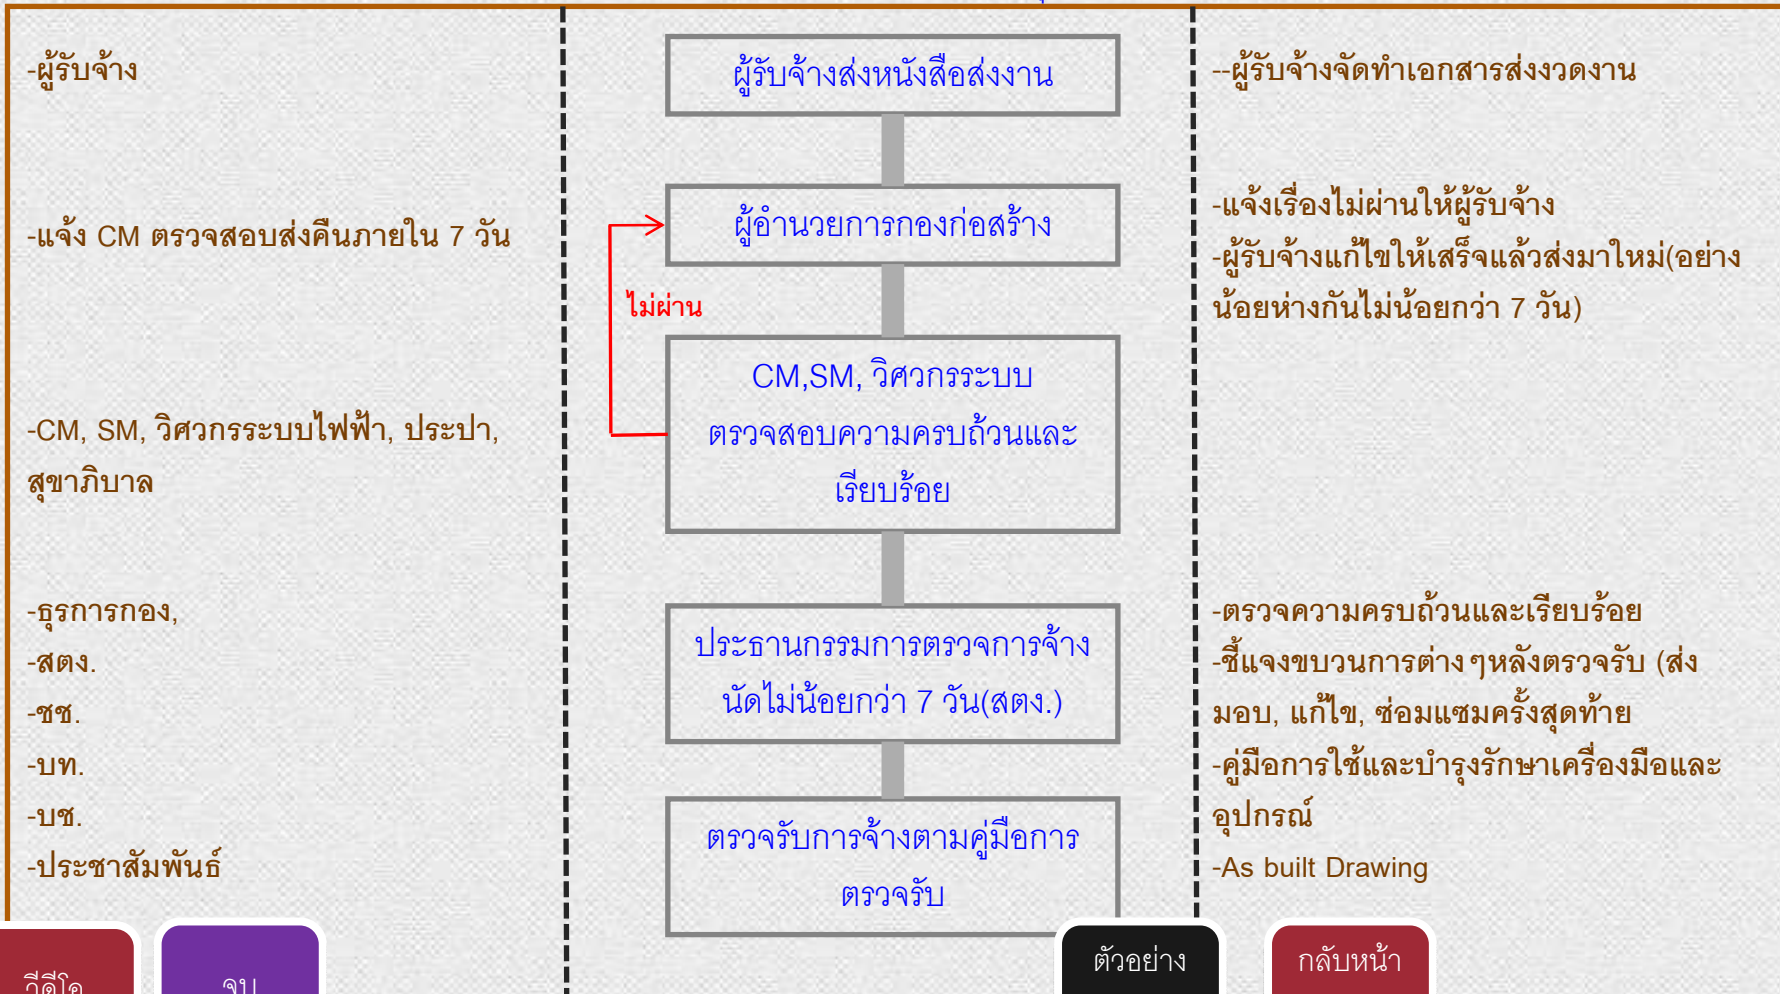 -ผู้รับจ้าง
-แจ้ง CM ตรวจสอบส่งคืนภายใน 7 วัน
-CM, SM, วิศวกรระบบไฟฟ้า, ประปา,
สุขาภิบาล
-ธุรการกอง,
-สตง.
-ชช.
-บท.
-บช.
-ประชาสัมพันธ์
ผู้รับจ้างส่งหนังสือส่งงาน
ผู้อำนวยการกองก่อสร้าง
ไม่ผ่าน
CM,SM, วิศวกรระบบ
ตรวจสอบความครบถ้วนและ
เรียบร้อย
ประธานกรรมการตรวจการจ้าง
นัดไม่น้อยกว่า 7 วัน(สตง.)
ตรวจรับการจ้างตามคู่มือการ
ตรวจรับ
--ผู้รับจ้างจัดทำเอกสารส่งงวดงาน
-แจ้งเรื่องไม่ผ่านให้ผู้รับจ้าง
-ผู้รับจ้างแก้ไขให้เสร็จแล้วส่งมาใหม่(อย่าง
น้อยห่างกันไม่น้อยกว่า 7 วัน)
-ตรวจความครบถ้วนและเรียบร้อย
-ชี้แจงขบวนการต่าง ๆหลังตรวจรับ (ส่ง
มอบ, แก้ไข, ซ่อมแซมครั้งสุดท้าย
-คู่มือการใช้และบำรุงรักษาเครื่องมือและ
อุปกรณ์
-As built Drawing
วีดีโอ
จบ
ตัวอย่าง
กลับหน้า